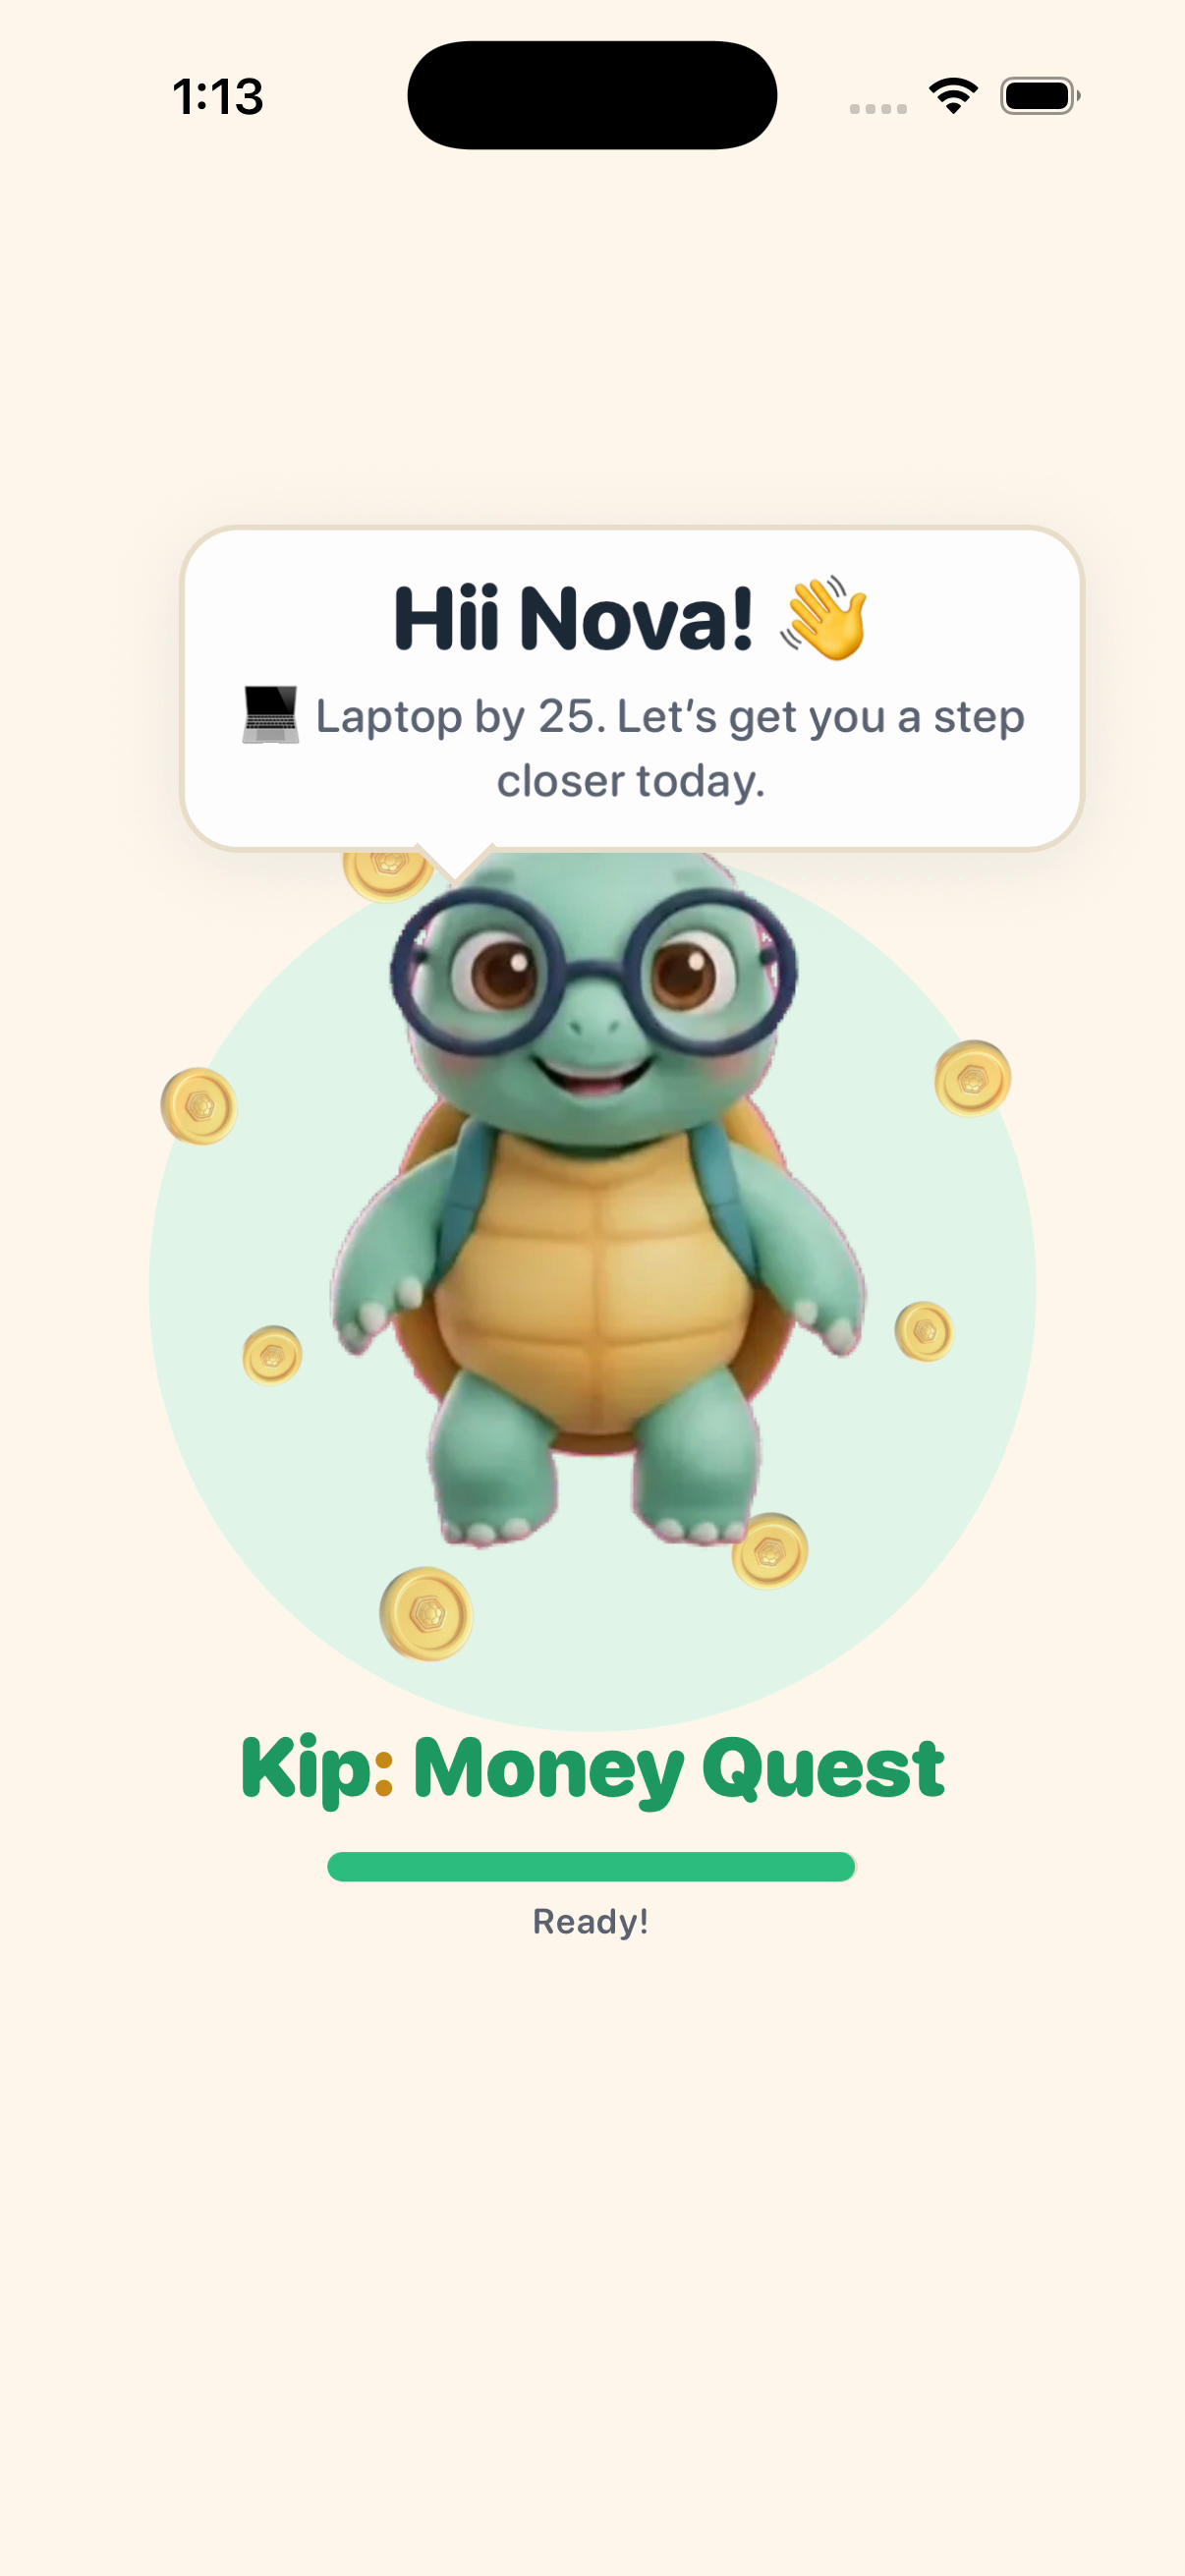 1:13
Hii Nova! 👋
💻 Laptop by 25. Let’s get you a step
closer today.
Kip: Money Quest
Ready!